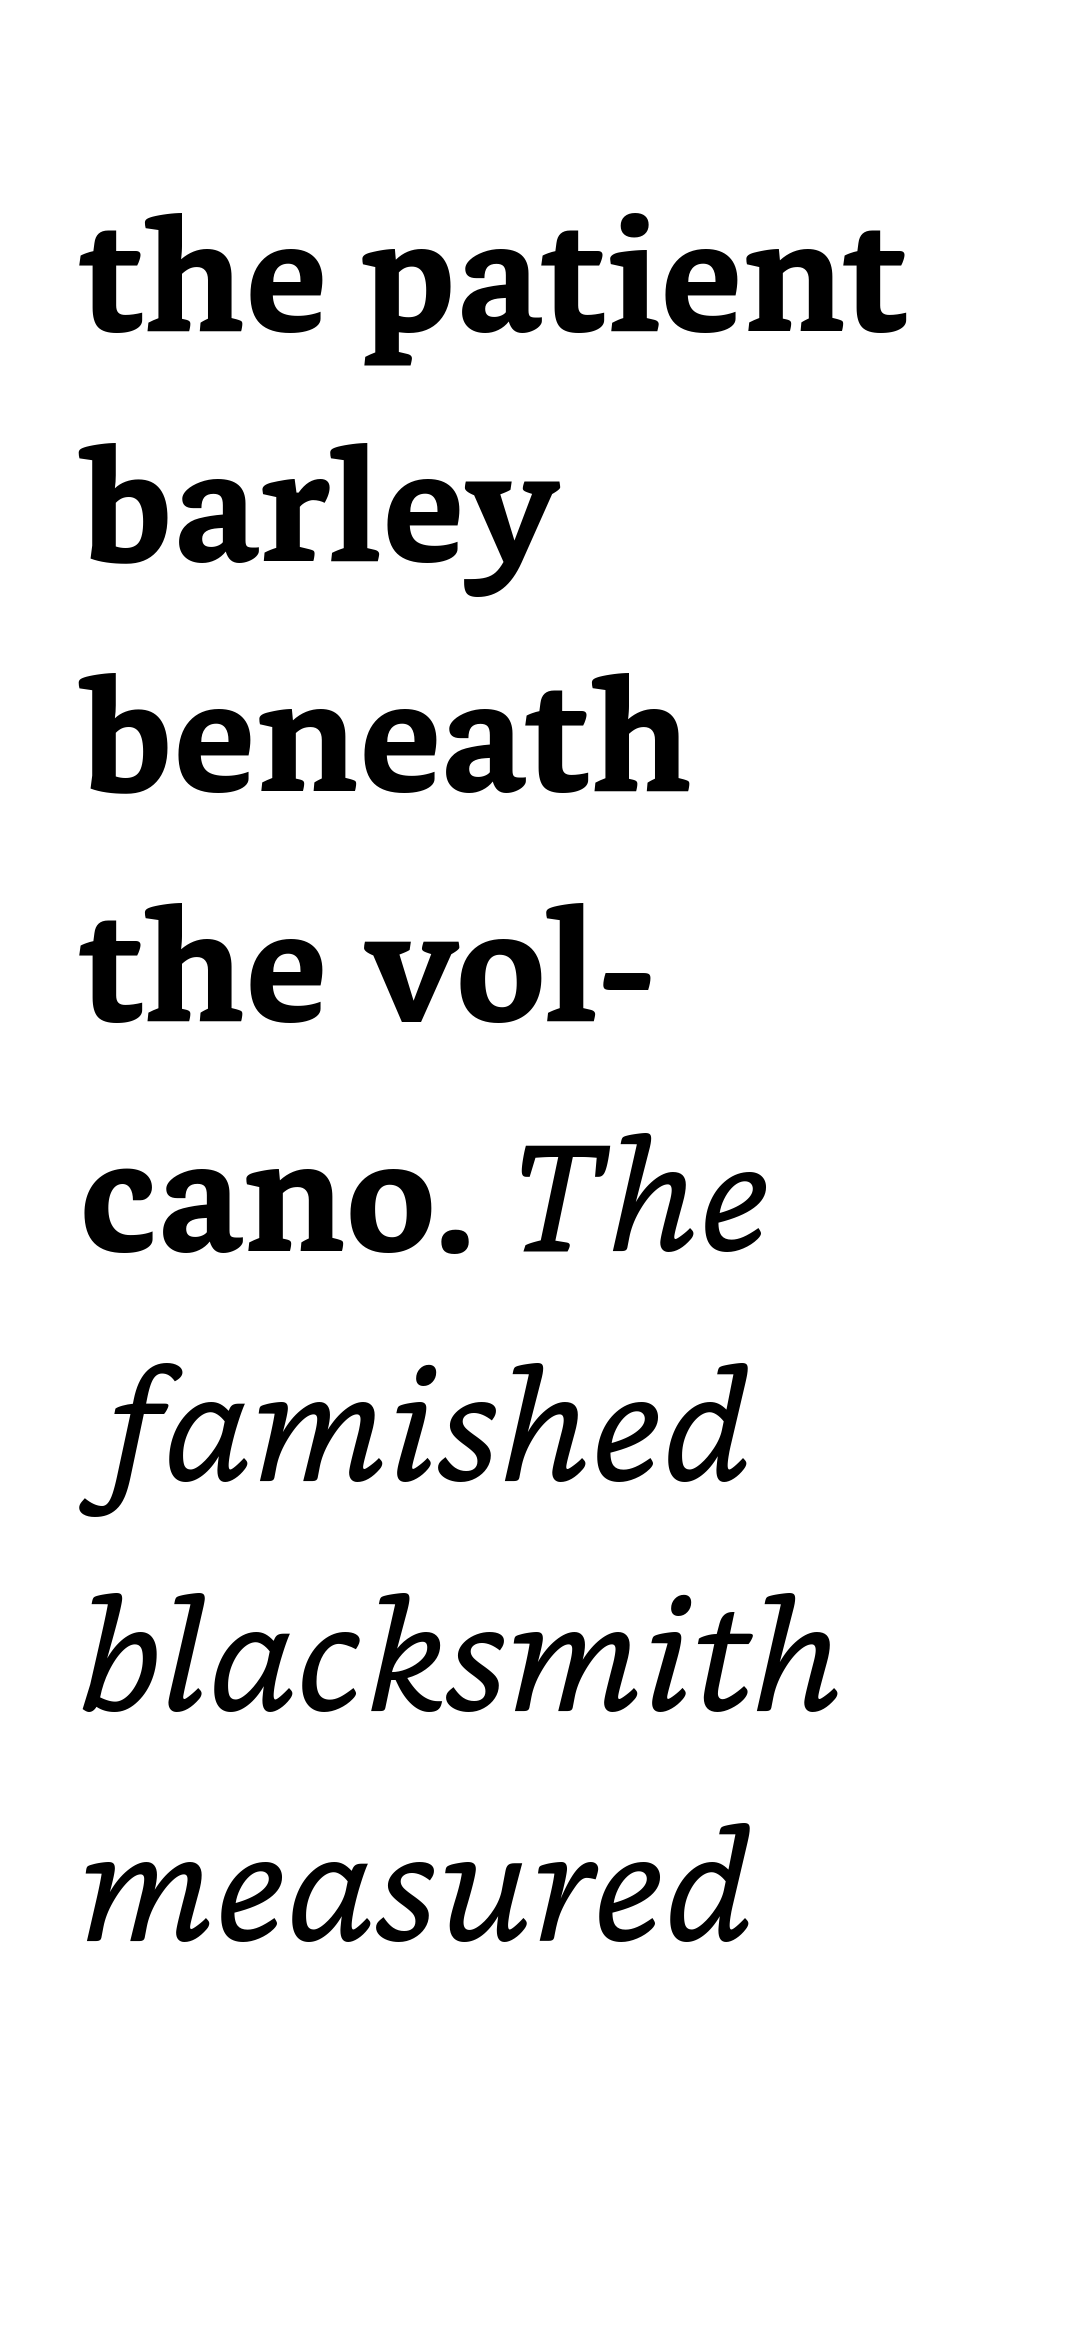 the patient
barley
beneath
the vol-
cano. The
famished
blacksmith
measured